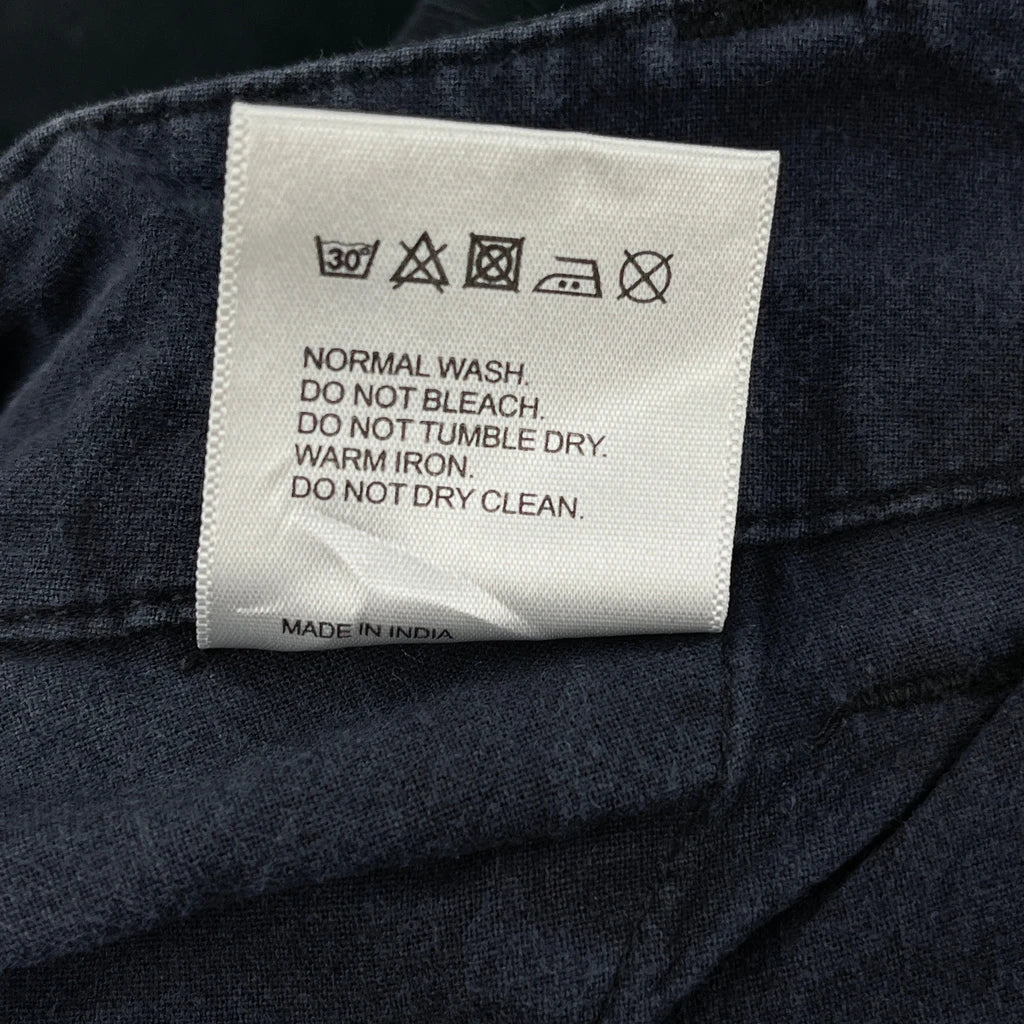 30°
NORMAL WASH.
DO NOT BLEACH.
DO NOT TUMBLE DRY.
WARM IRON.
DO NOT DRY CLEAN.
MADE IN INDIA